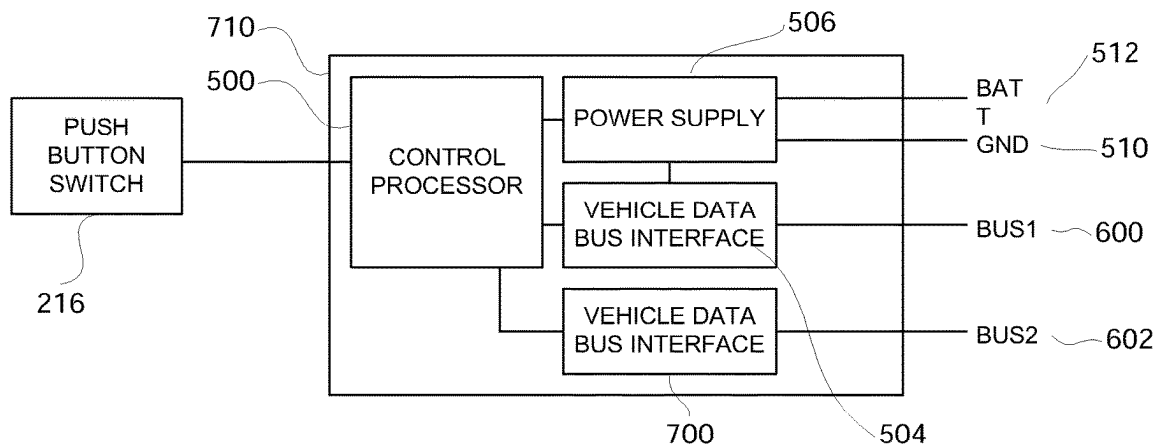 710
506
512
500
BAT
T
PUSH
BUTTON
SWITCH
POWER SUPPLY
GND
510
CONTROL
PROCESSOR
VEHICLE DATA
BUS INTERFACE
BUS1
600
216
VEHICLE DATA
BUS INTERFACE
BUS2
602
700
504